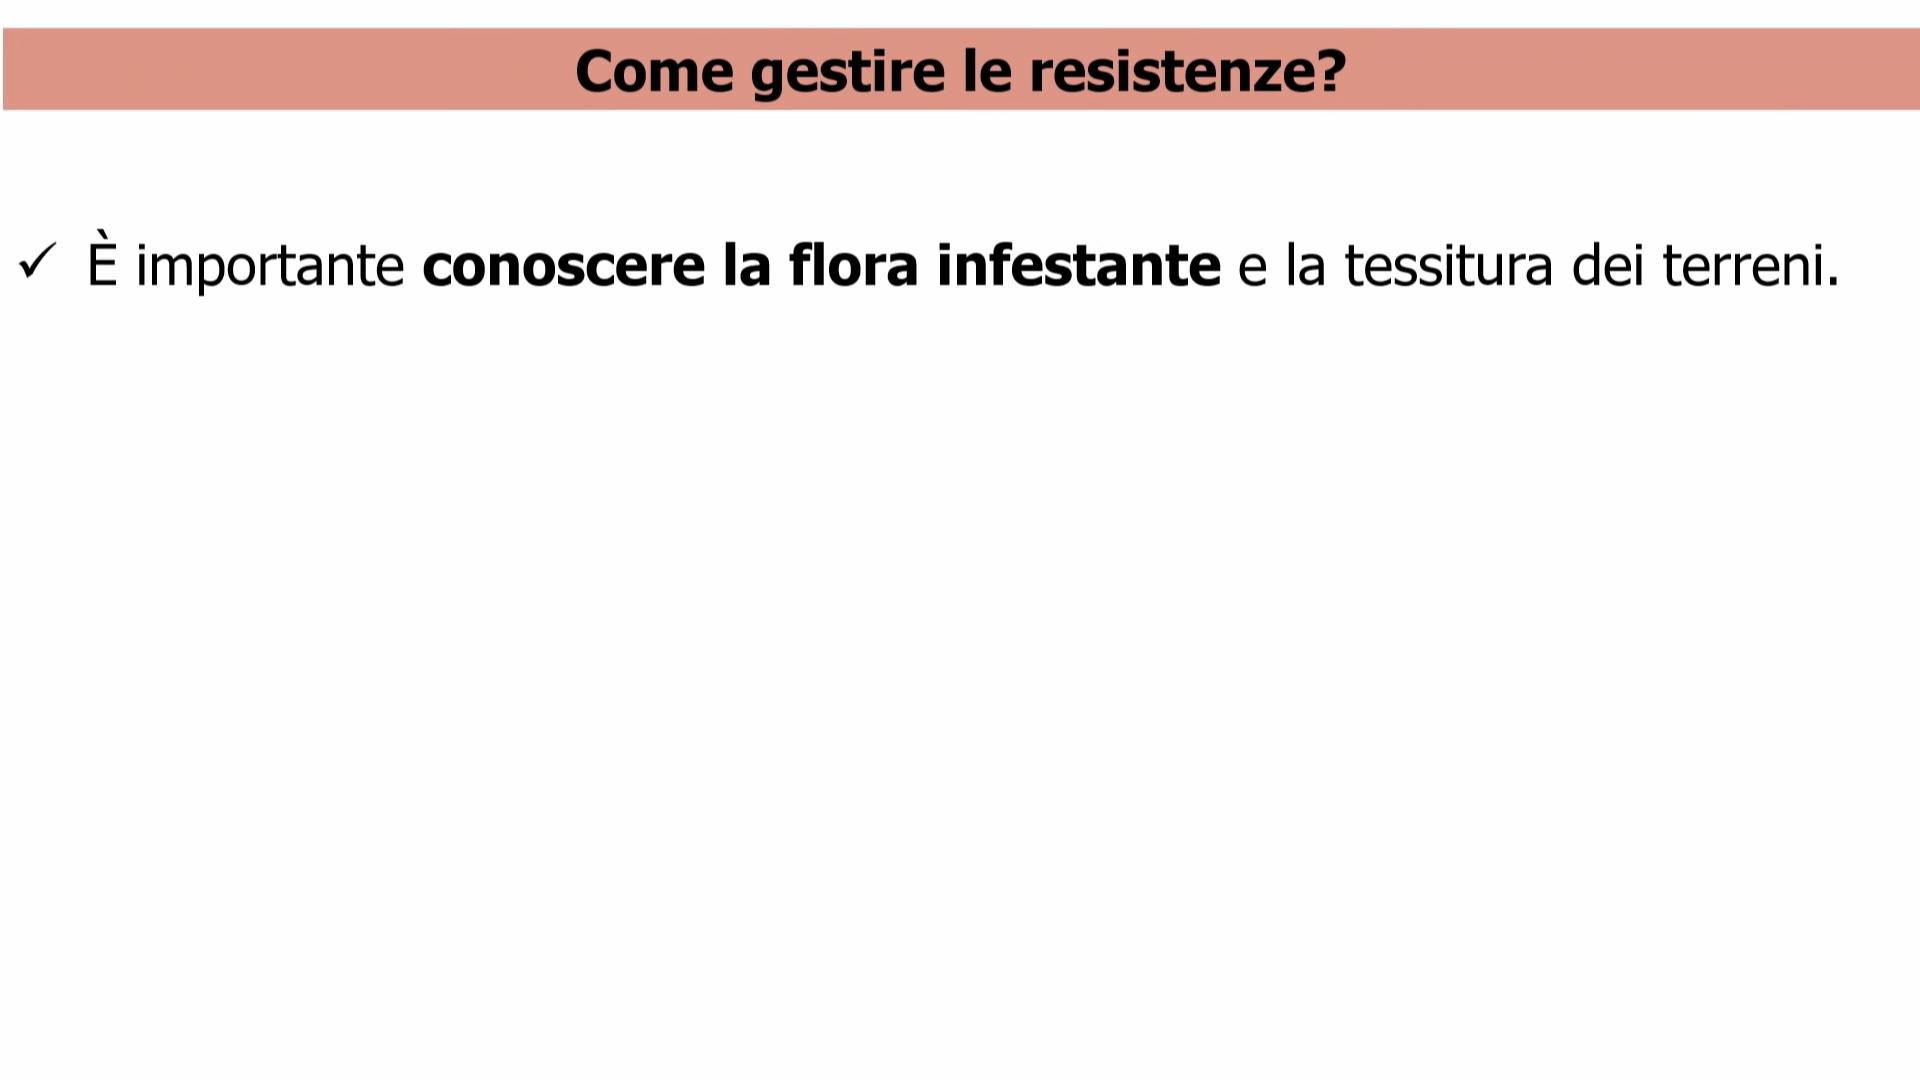 Come gestire le resistenze?
✓ È importante conoscere la flora infestante e la tessitura dei terreni.